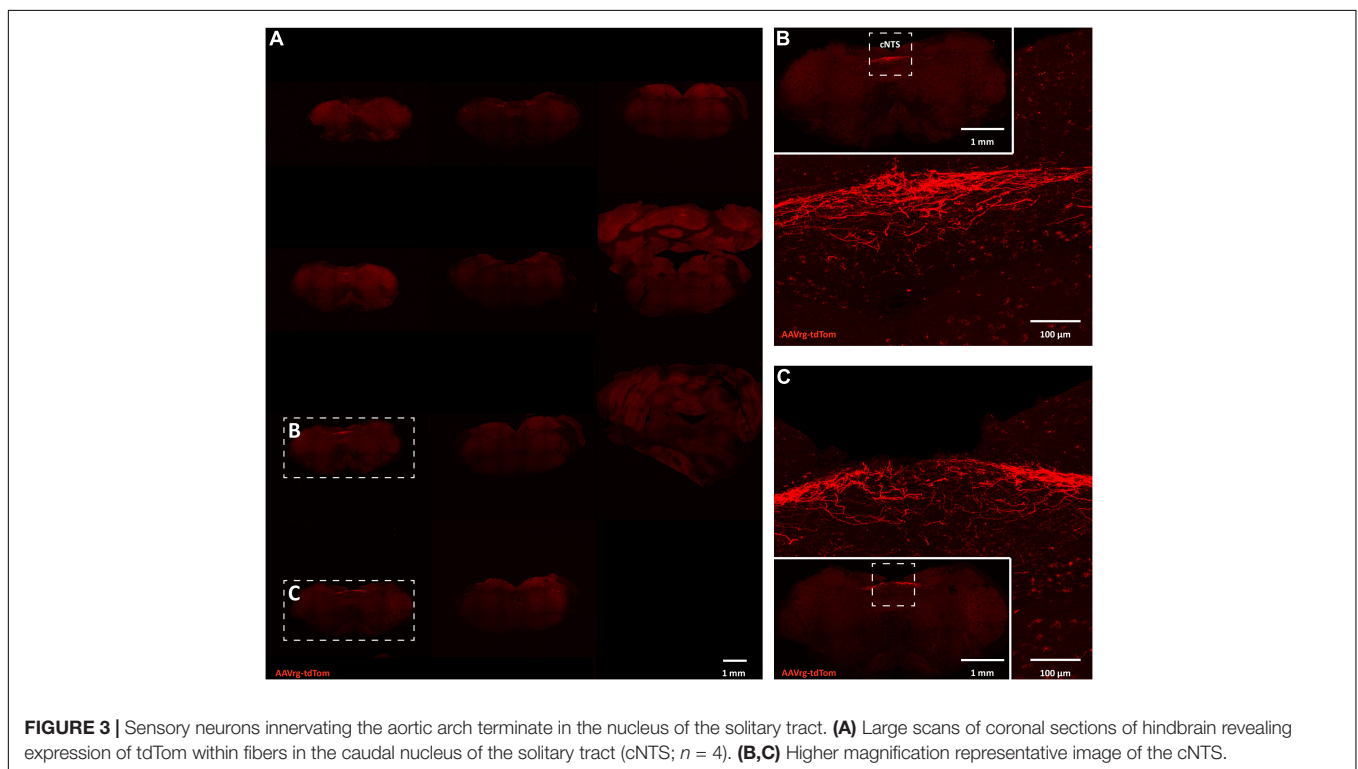 A
B
C
AAVrg-tdTom
1 mm
B
cNTS
1 mm
AAVrg-tdTom
100 µm
C
1 mm
AAVrg-tdTom
100 µm
FIGURE 3 | Sensory neurons innervating the aortic arch terminate in the nucleus of the solitary tract. (A) Large scans of coronal sections of hindbrain revealing
expression of tdTom within fibers in the caudal nucleus of the solitary tract (cNTS; n = 4). (B,C) Higher magnification representative image of the cNTS.